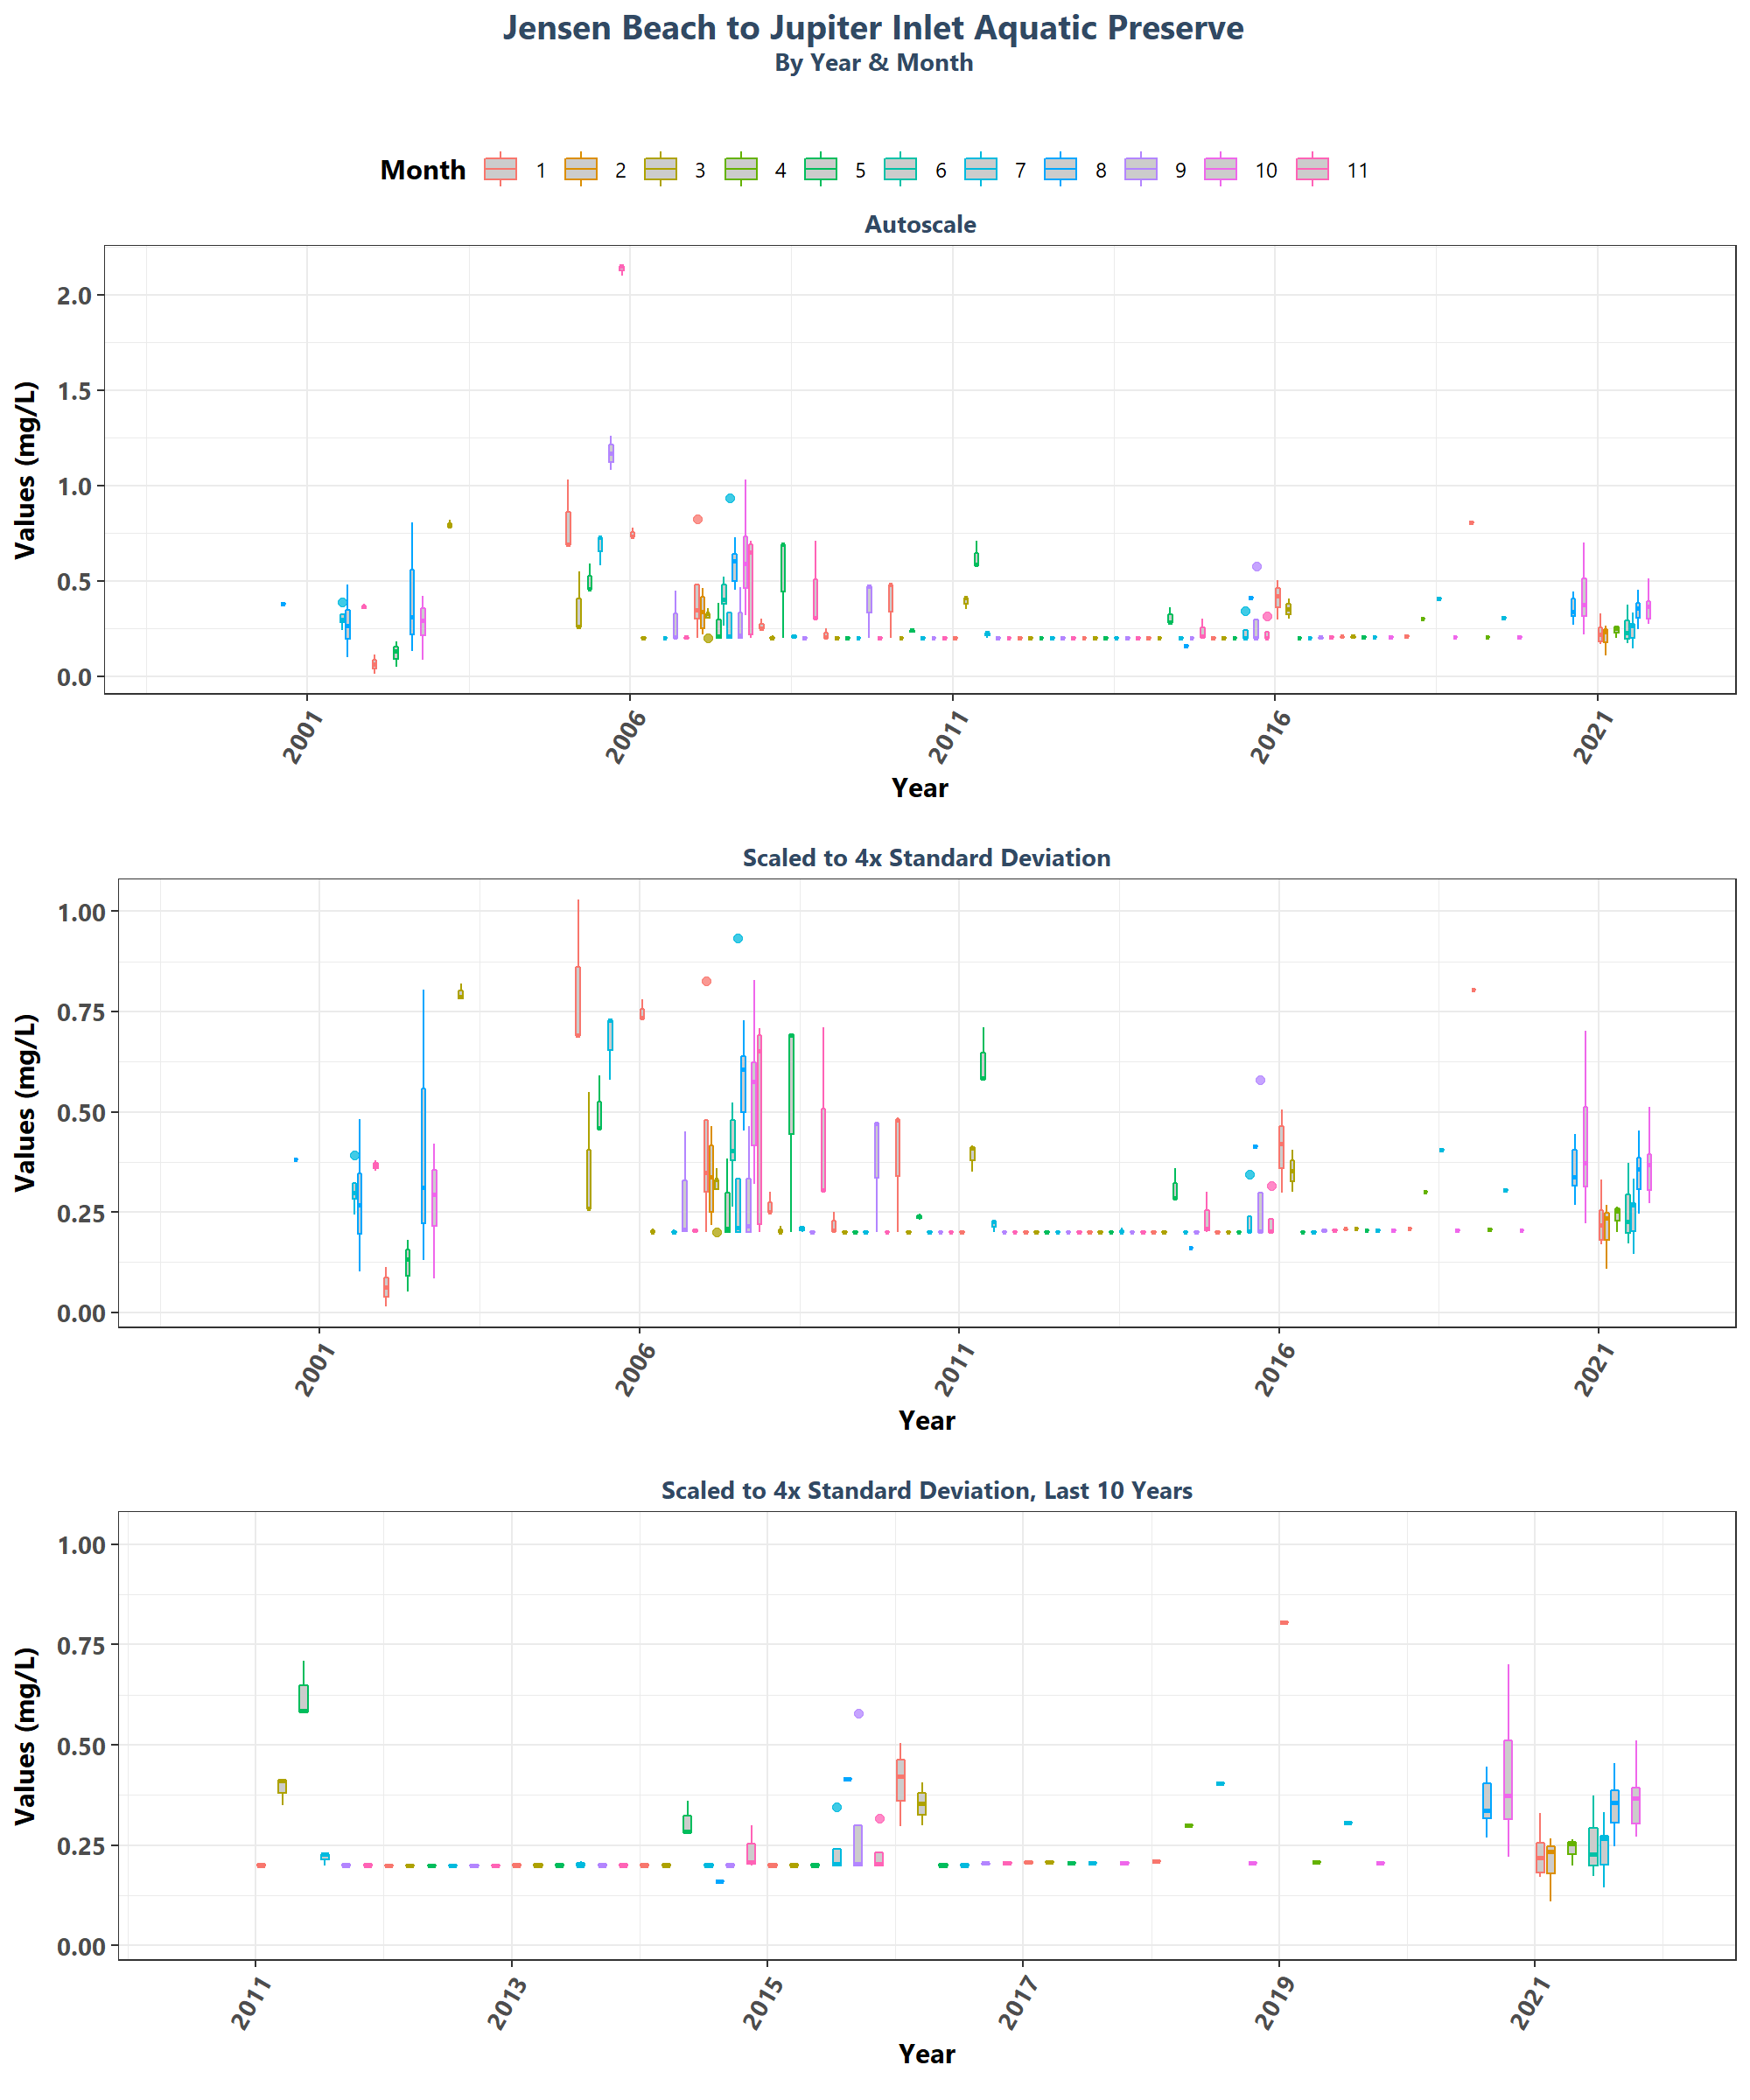 Jensen Beach to Jupiter Inlet Aquatic Preserve
By Year & Month
Month 1 2 3 4 5 6 7 8 9 10 11
Autoscale
Values (mg/L)
2.0
1.5
1.0
0.5
0.0
2001 2006 2011 2016 2021
Year
Scaled to 4x Standard Deviation
Values (mg/L)
1.00
0.75
0.50
0.25
0.00
2001 2006 2011 2016 2021
Year
Scaled to 4x Standard Deviation, Last 10 Years
Values (mg/L)
1.00
0.75
0.50
0.25
0.00
2011 2013 2015 2017 2019 2021
Year